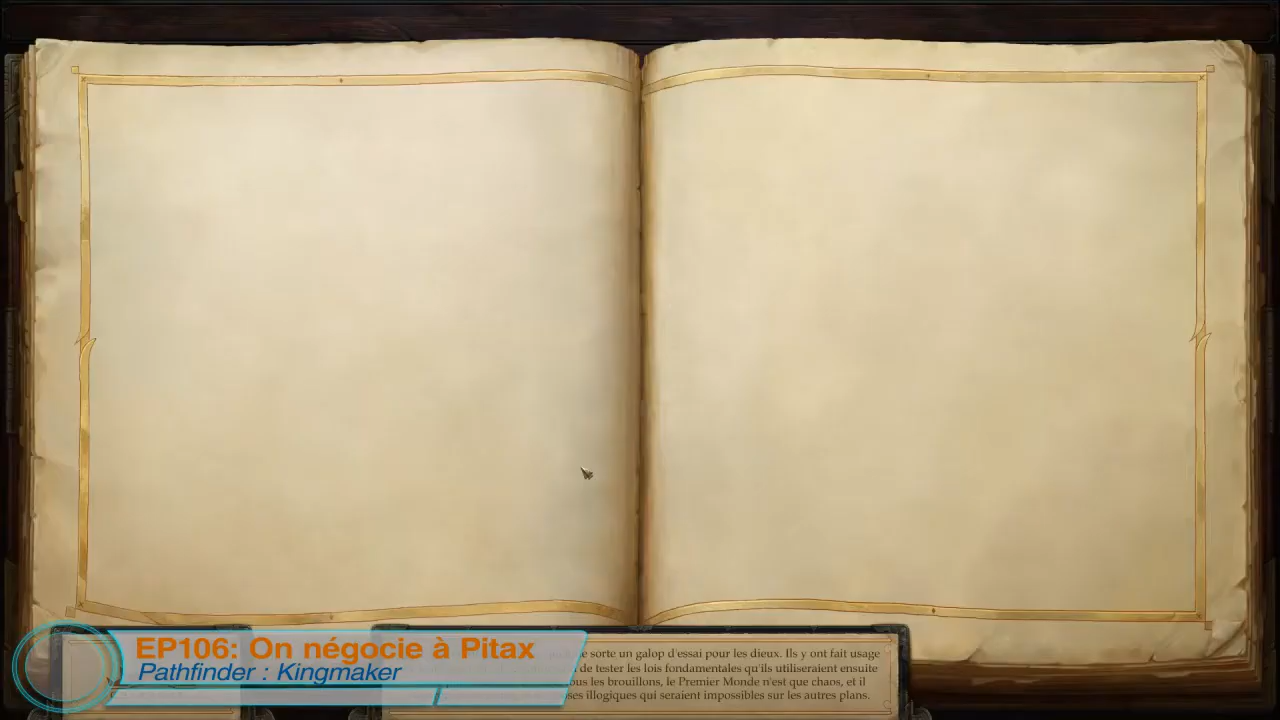 EP106: On négocie à Pitax
Pathfinder : Kingmaker
sorte un galop d'essai pour les dieux. Ils y ont fait usage
de tester les lois fondamentales qu'ils utiliseraient ensuite
les brouillons, le Premier Monde n'est que chaos, et il
illogiques qui seraient impossibles sur les autres plans.